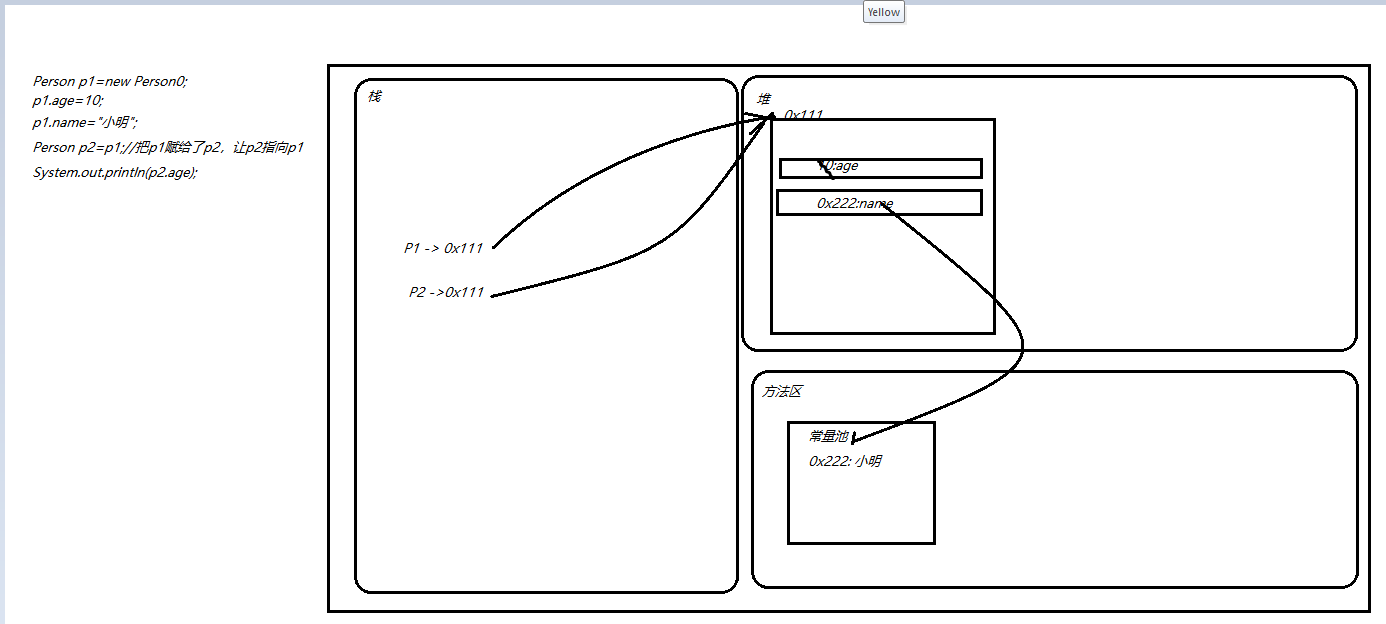 Yellow
Person p1=new Person0;
p1.age=10;
p1.name="小明";
Person p2=p1;//把p1赋给了p2，让p2指向p1
System.out.println(p2.age);
栈
P1 -> 0x111
P2 ->0x111
堆
0x111
10:age
0x222:name
方法区
常量池
0x222: 小明